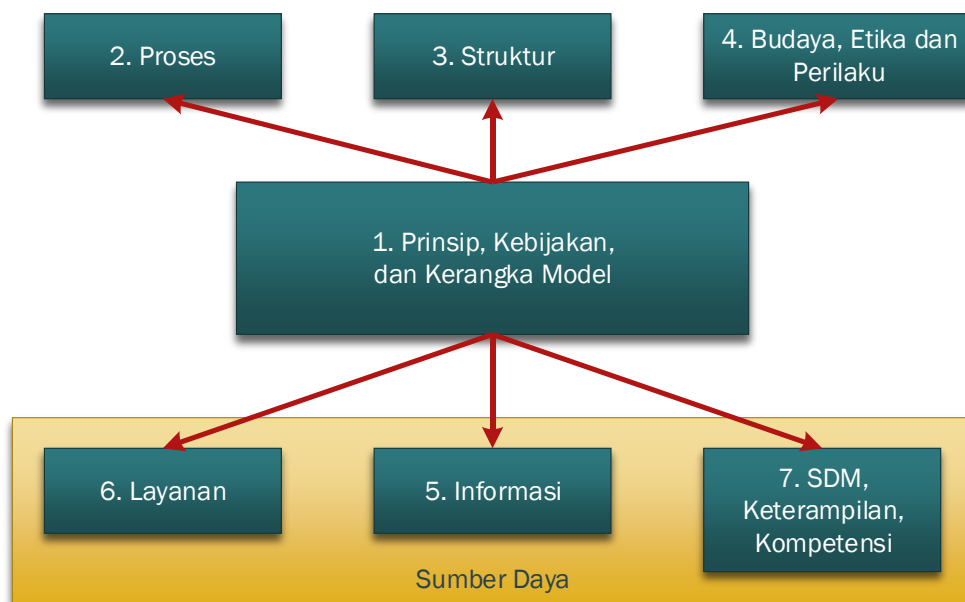 2. Proses
3. Struktur
4. Budaya, Etika dan
Perilaku
1. Prinsip, Kebijakan,
dan Kerangka Model
6. Layanan
5. Informasi
7. SDM,
Keterampilan,
Kompetensi
Sumber Daya